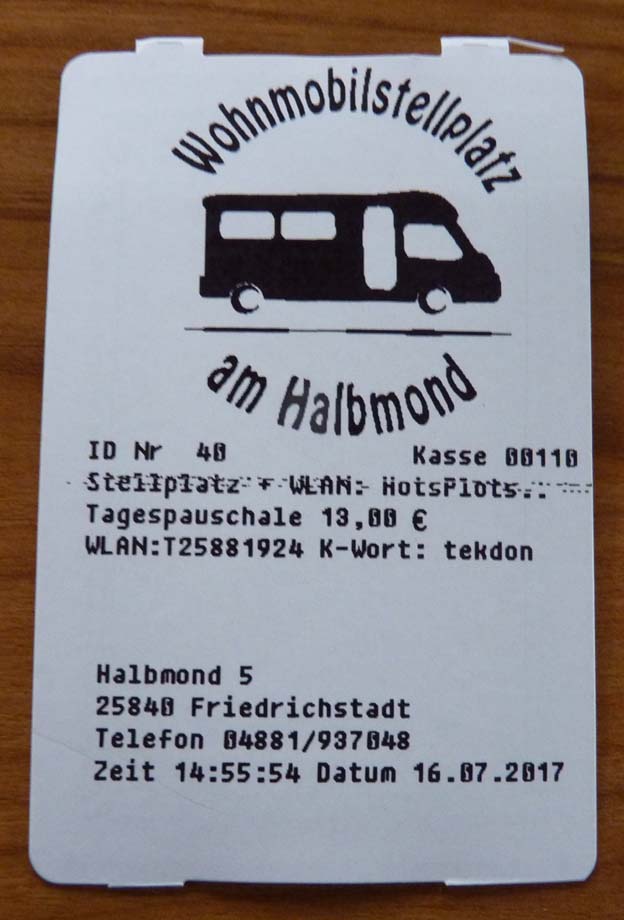 Wohnmobilstellplatz
am Halbmond
ID Nr 40 Kasse 00110
Stellplatz + WLAN: HotsPlots..
Tagespauschale 13,00 €
WLAN:T25881924 K-Wort: tekdon
Halbmond 5
25840 Friedrichstadt
Telefon 04881/937048
Zeit 14:55:54 Datum 16.07.2017